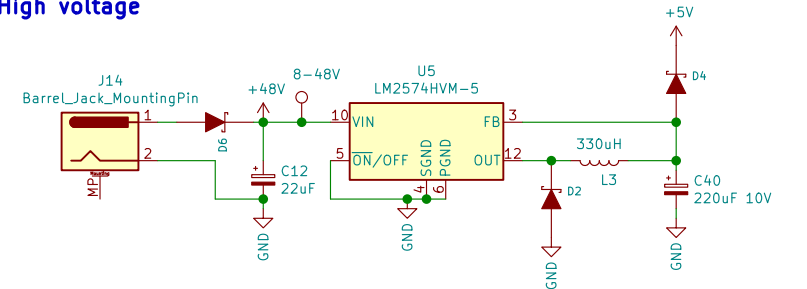 High voltage
+5V
J14
Barrel_Jack_MountingPin
+48V
8-48V
U5
LM2574HVM-5
D4
1
10
VIN
FB
3
D6
330uH
2
5
ON/OFF
SGND
PGND
OUT
12
L3
Mounting
MP
C12
22uF
4
6
D2
C40
220uF 10V
GND
GND
GND
GND